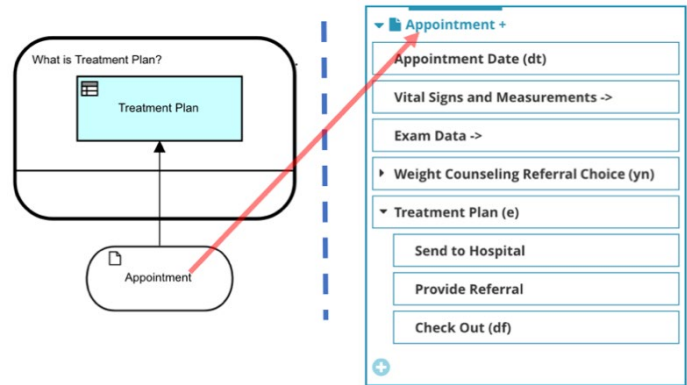 What is Treatment Plan?
Treatment Plan
Appointment
Appointment +
Appointment Date (dt)
Vital Signs and Measurements ->
Exam Data ->
Weight Counseling Referral Choice (yn)
Treatment Plan (e)
Send to Hospital
Provide Referral
Check Out (df)